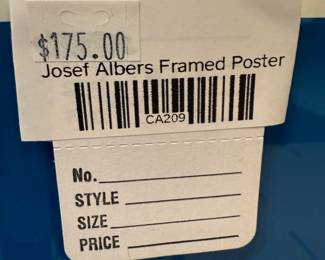 $175.00
Josef Albers Framed Poster
CA209
No.
STYLE
SIZE
PRICE